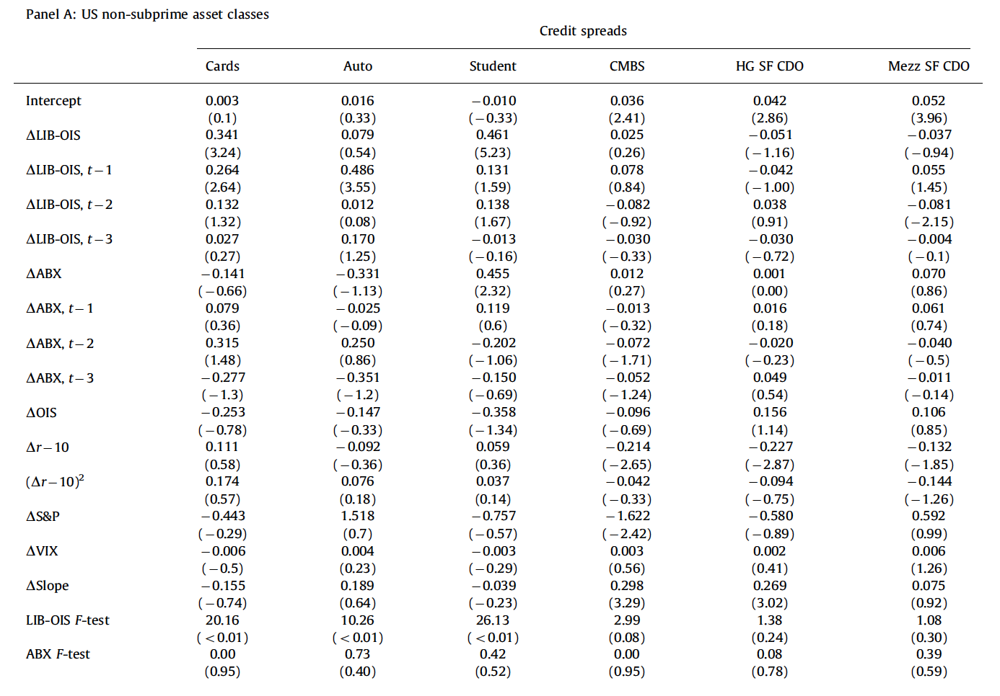 Panel A: US non-subprime asset classes
Credit spreads
Cards Auto Student CMBS HG SF CDO Mezz SF CDO
Intercept 0.003 0.016 −0.010 0.036 0.042 0.052
(0.1) (0.33) (−0.33) (2.41) (2.86) (3.96)
ΔLIB-OIS 0.341 0.079 0.461 0.025 −0.051 −0.037
(3.24) (0.54) (5.23) (0.26) (−1.16) (−0.94)
ΔLIB-OIS, t−1 0.264 0.486 0.131 0.078 −0.042 0.055
(2.64) (3.55) (1.59) (0.84) (−1.00) (1.45)
ΔLIB-OIS, t−2 0.132 0.012 0.138 −0.082 0.038 −0.081
(1.32) (0.08) (1.67) (−0.92) (0.91) (−2.15)
ΔLIB-OIS, t−3 0.027 0.170 −0.013 −0.030 −0.030 −0.004
(0.27) (1.25) (−0.16) (−0.33) (−0.72) (−0.1)
ΔABX −0.141 −0.331 0.455 0.012 0.001 0.070
(−0.66) (−1.13) (2.32) (0.27) (0.00) (0.86)
ΔABX, t−1 0.079 −0.025 0.119 −0.013 0.016 0.061
(0.36) (−0.09) (0.6) (−0.32) (0.18) (0.74)
ΔABX, t−2 0.315 0.250 −0.202 −0.072 −0.020 −0.040
(1.48) (0.86) (−1.06) (−1.71) (−0.23) (−0.5)
ΔABX, t−3 −0.277 −0.351 −0.150 −0.052 0.049 −0.011
(−1.3) (−1.2) (−0.69) (−1.24) (0.54) (−0.14)
ΔOIS −0.253 −0.147 −0.358 −0.096 0.156 0.106
(−0.78) (−0.33) (−1.34) (−0.69) (1.14) (0.85)
Δr−10 0.111 −0.092 0.059 −0.214 −0.227 −0.132
(0.58) (−0.36) (0.36) (−2.65) (−2.87) (−1.85)
(Δr−10)² 0.174 0.076 0.037 −0.042 −0.094 −0.144
(0.57) (0.18) (0.14) (−0.33) (−0.75) (−1.26)
ΔS&P −0.443 1.518 −0.757 −1.622 −0.580 0.592
(−0.29) (0.7) (−0.57) (−2.42) (−0.89) (0.99)
ΔVIX −0.006 0.004 −0.003 0.003 0.002 0.006
(−0.5) (0.23) (−0.29) (0.56) (0.41) (1.26)
ΔSlope −0.155 0.189 −0.039 0.298 0.269 0.075
(−0.74) (0.64) (−0.23) (3.29) (3.02) (0.92)
LIB-OIS F-test 20.16 10.26 26.13 2.99 1.38 1.08
(<0.01) (<0.01) (<0.01) (0.08) (0.24) (0.30)
ABX F-test 0.00 0.73 0.42 0.00 0.08 0.39
(0.95) (0.40) (0.52) (0.95) (0.78) (0.59)